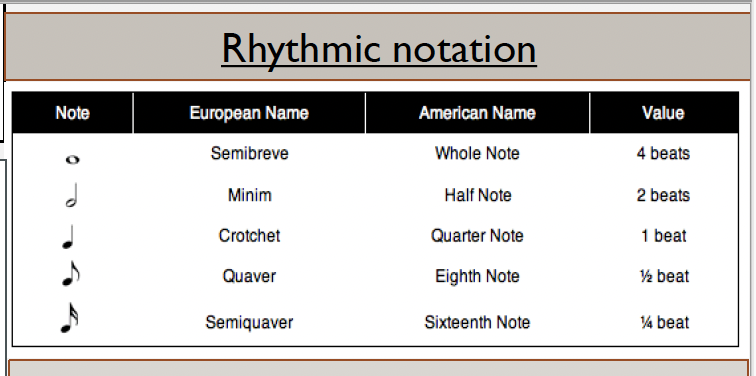 Rhythmic notation
Note European Name American Name Value
Semibreve Whole Note 4 beats
Minim Half Note 2 beats
Crotchet Quarter Note 1 beat
Quaver Eighth Note ½ beat
Semiquaver Sixteenth Note ¼ beat